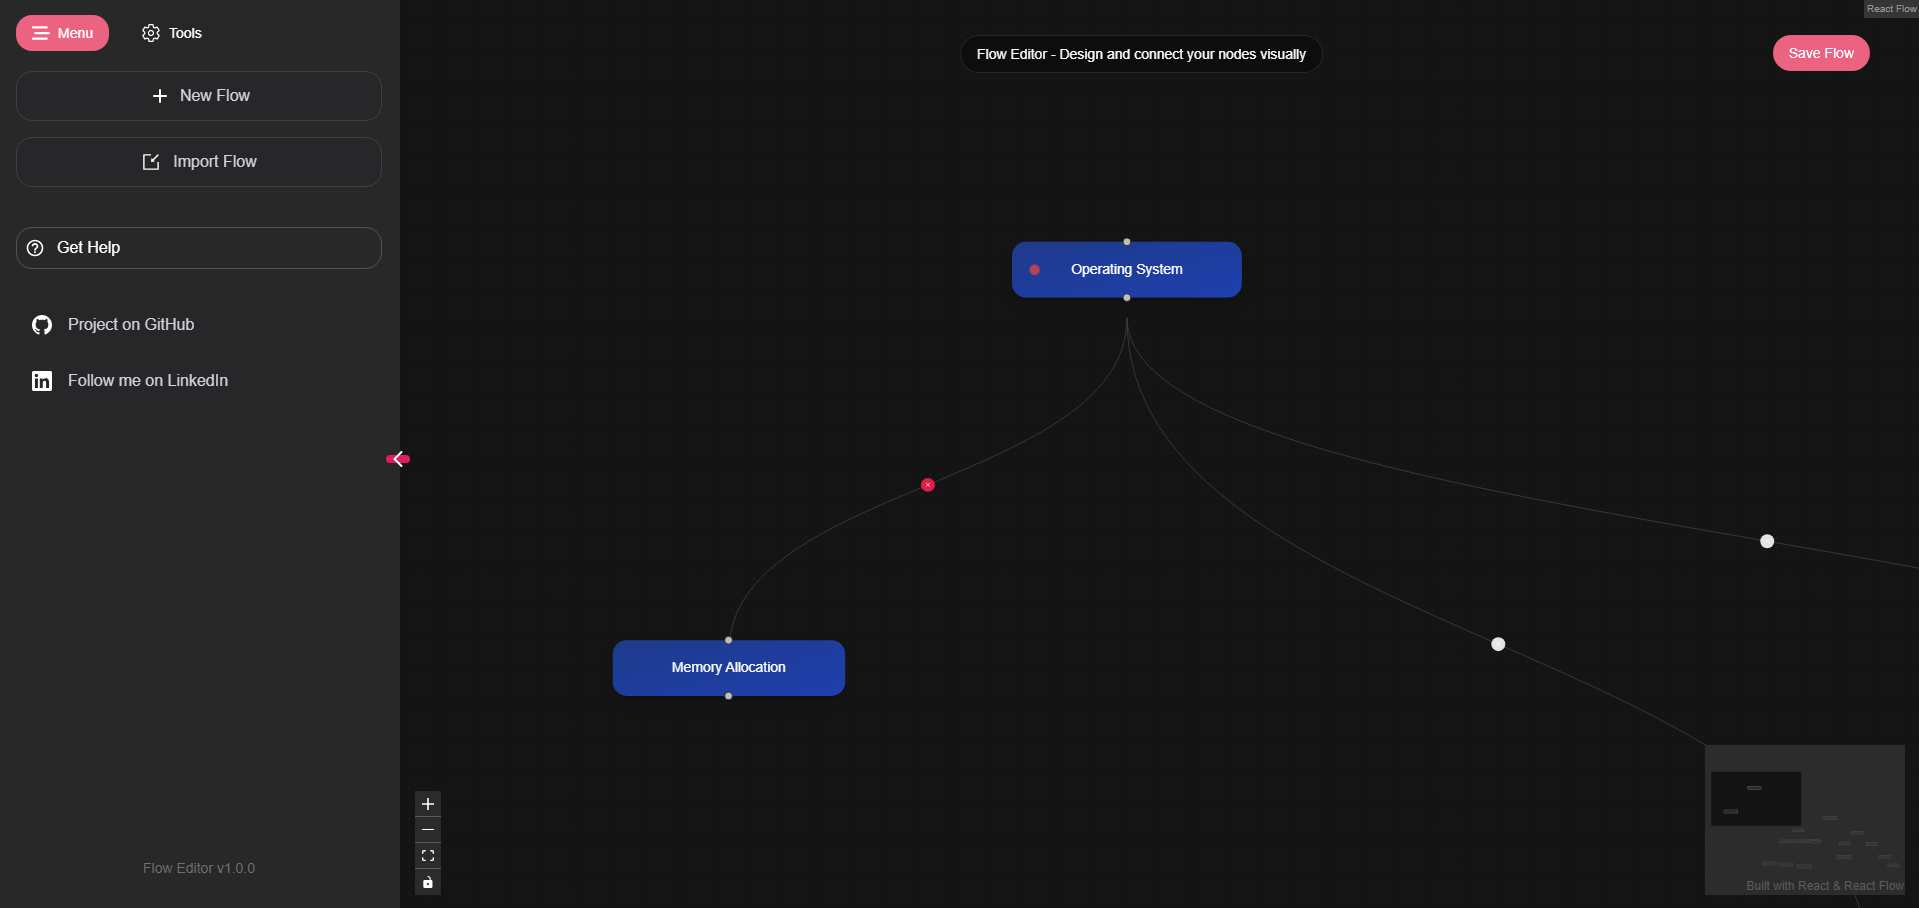 Menu
Tools
New Flow
Import Flow
Get Help
Project on GitHub
Follow me on LinkedIn
Flow Editor v1.0.0
React Flow
Flow Editor - Design and connect your nodes visually
Save Flow
Operating System
Memory Allocation
Built with React & React Flow